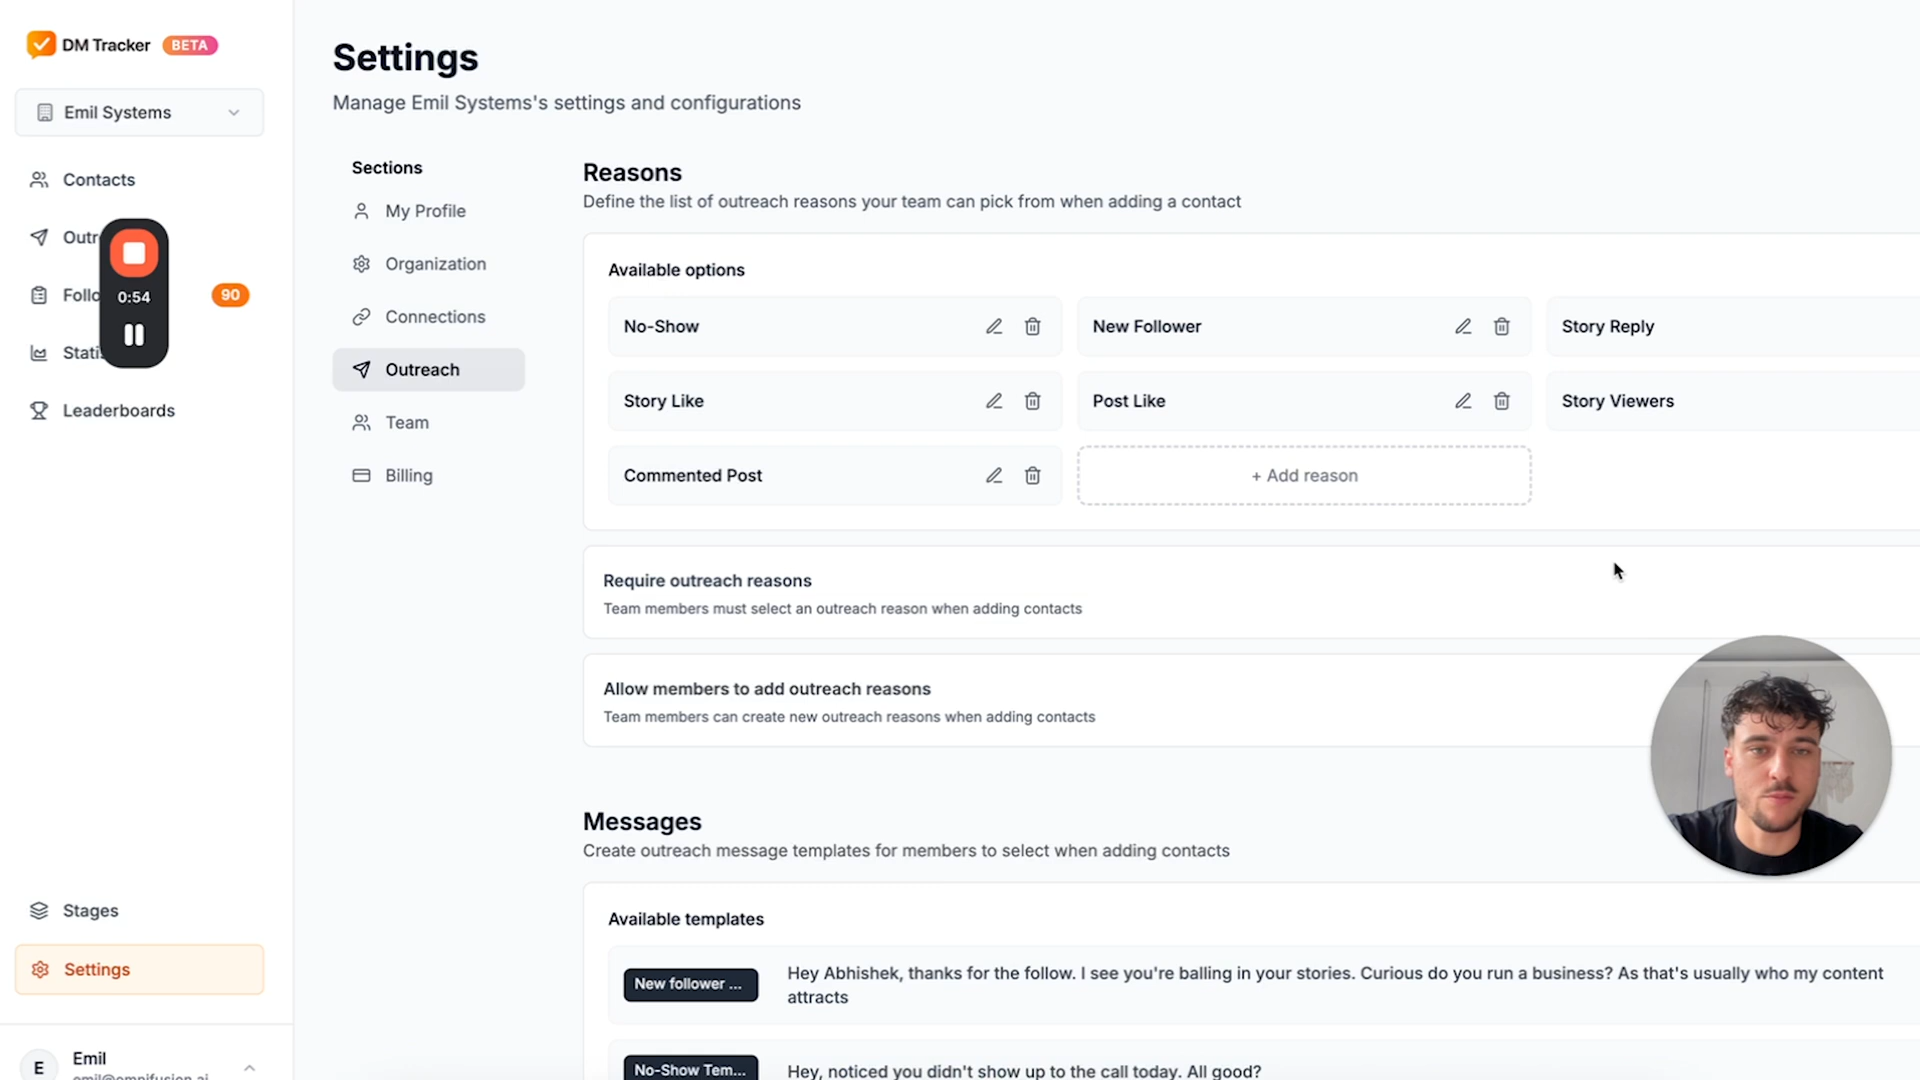 DM Tracker BETA
Emil Systems
Contacts
Outr
Follo 90
Statis
Leaderboards
0:54
Stages
Settings
E
Emil
emil@omnifusion.ai
Settings
Manage Emil Systems's settings and configurations
Sections
My Profile
Organization
Connections
Outreach
Team
Billing
Reasons
Define the list of outreach reasons your team can pick from when adding a contact
Available options
No-Show
New Follower
Story Reply
Story Like
Post Like
Story Viewers
Commented Post
+ Add reason
Require outreach reasons
Team members must select an outreach reason when adding contacts
Allow members to add outreach reasons
Team members can create new outreach reasons when adding contacts
Messages
Create outreach message templates for members to select when adding contacts
Available templates
New follower ...
Hey Abhishek, thanks for the follow. I see you're balling in your stories. Curious do you run a business? As that's usually who my content
attracts
No-Show Tem...
Hey, noticed you didn't show up to the call today. All good?